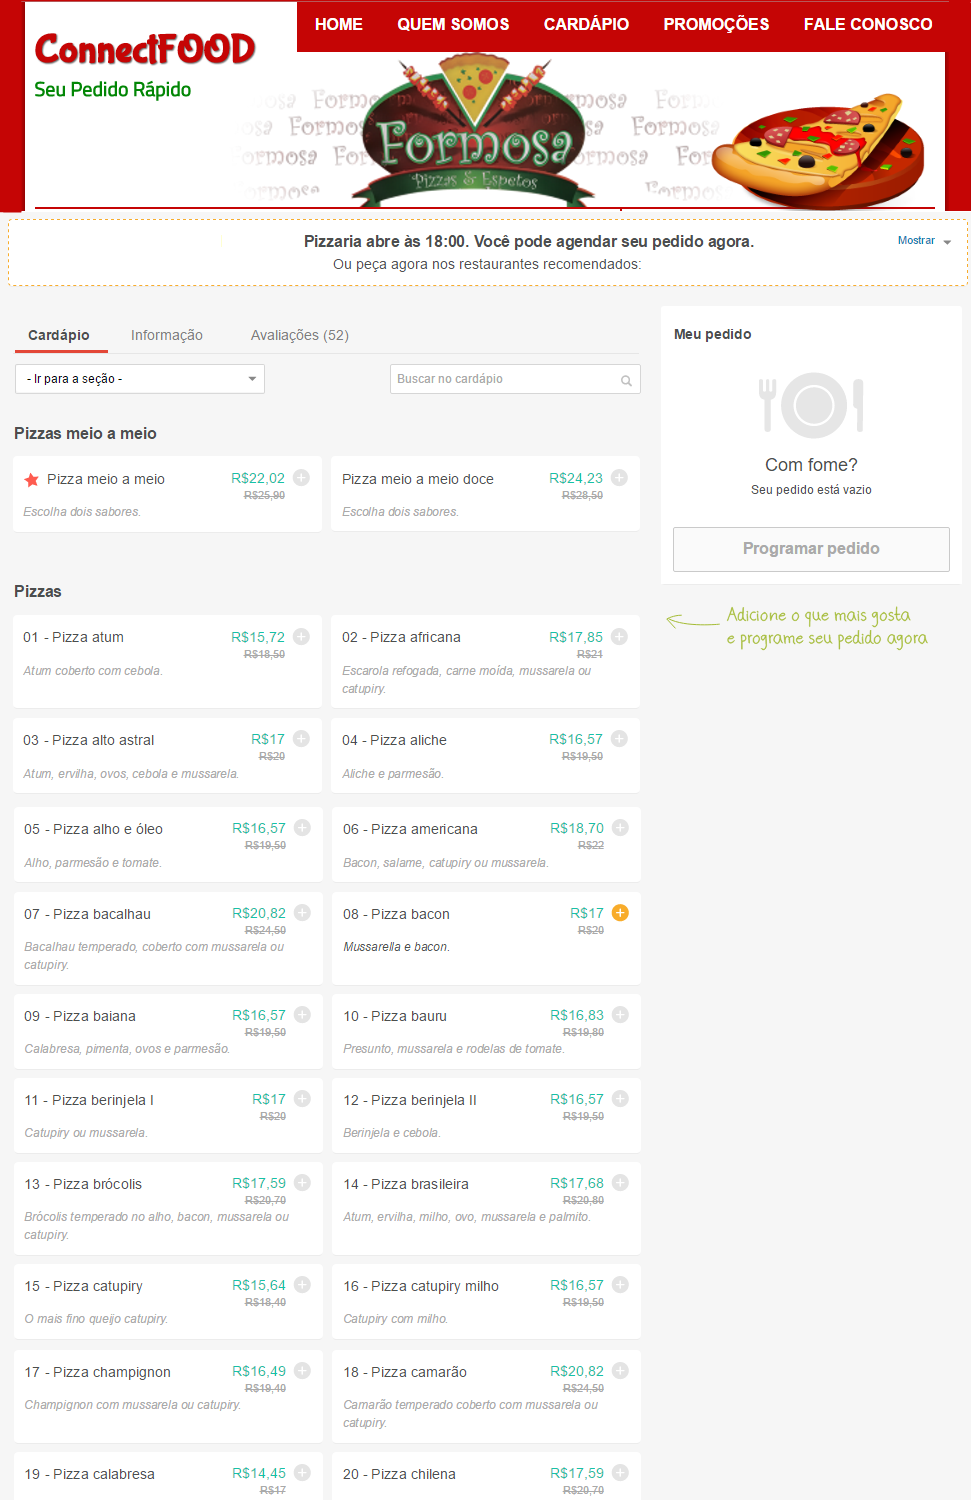 HOME QUEM SOMOS CARDÁPIO PROMOÇÕES FALE CONOSCO
ConnectFOOD
Seu Pedido Rápido
Formosa
Pizzas & Espetos
Pizzaria abre às 18:00. Você pode agendar seu pedido agora.
Mostrar
Ou peça agora nos restaurantes recomendados:
Cardápio Informação Avaliações (52)
- Ir para a seção -
Buscar no cardápio
Meu pedido
Com fome?
Seu pedido está vazio
Programar pedido
Adicione o que mais gosta
e programe seu pedido agora
Pizzas meio a meio
Pizza meio a meio R$22,02
R$25,90
Escolha dois sabores.
Pizza meio a meio doce R$24,23
R$28,50
Escolha dois sabores.
Pizzas
01 - Pizza atum R$15,72
R$18,50
Atum coberto com cebola.
02 - Pizza africana R$17,85
R$21
Escarola refogada, carne moída, mussarela ou
catupiry.
03 - Pizza alto astral R$17
R$20
Atum, ervilha, ovos, cebola e mussarela.
04 - Pizza aliche R$16,57
R$19,50
Aliche e parmesão.
05 - Pizza alho e óleo R$16,57
R$19,50
Alho, parmesão e tomate.
06 - Pizza americana R$18,70
R$22
Bacon, salame, catupiry ou mussarela.
07 - Pizza bacalhau R$20,82
R$24,50
Bacalhau temperado, coberto com mussarela ou
catupiry.
08 - Pizza bacon R$17
R$20
Mussarella e bacon.
09 - Pizza baiana R$16,57
R$19,50
Calabresa, pimenta, ovos e parmesão.
10 - Pizza bauru R$16,83
R$19,80
Presunto, mussarela e rodelas de tomate.
11 - Pizza berinjela I R$17
R$20
Catupiry ou mussarela.
12 - Pizza berinjela II R$16,57
R$19,50
Berinjela e cebola.
13 - Pizza brócolis R$17,59
R$20,70
Brócolis temperado no alho, bacon, mussarela ou
catupiry.
14 - Pizza brasileira R$17,68
R$20,80
Atum, ervilha, milho, ovo, mussarela e palmito.
15 - Pizza catupiry R$15,64
R$18,40
O mais fino queijo catupiry.
16 - Pizza catupiry milho R$16,57
R$19,50
Catupiry com milho.
17 - Pizza champignon R$16,49
R$19,40
Champignon com mussarela ou catupiry.
18 - Pizza camarão R$20,82
R$24,50
Camarão temperado coberto com mussarela ou
catupiry.
19 - Pizza calabresa R$14,45
R$17
20 - Pizza chilena R$17,59
R$20,70